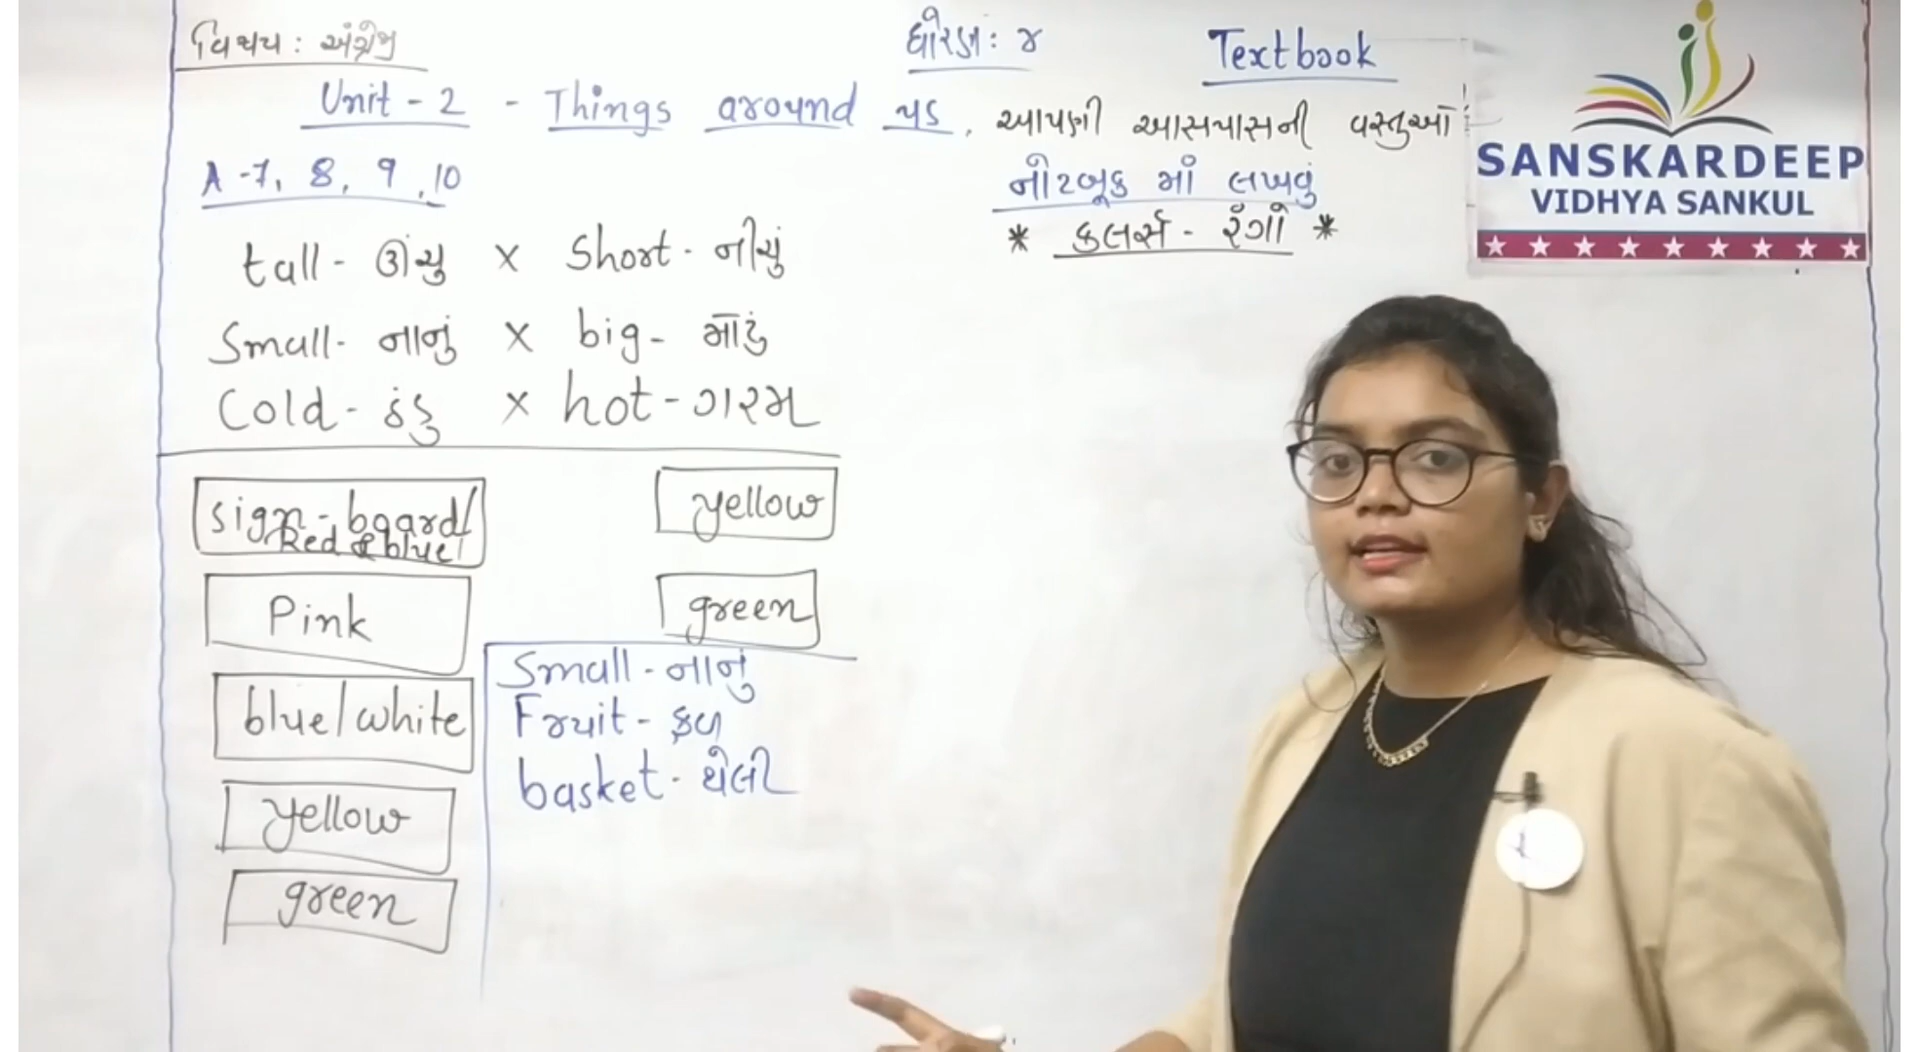 વિષય: અંગ્રેજી
ધોરણ: ૪
Textbook
Unit - 2 - Things around us. આપણી આસપાસની વસ્તુઓ
A -7, 8, 9, 10
નોટબૂક માં લખવું
* કલર્સ - રંગો *
tall - ઊંચુ x Short - નીચું
Small - નાનું x big - મોટું
Cold - ઠંડુ x hot - ગરમ
sign - board/
Red & blue
Pink
blue/white
yellow
green
yellow
green
Small - નાનું
Fruit - ફળ
basket - થેલી
SANSKARDEEP
VIDHYA SANKUL